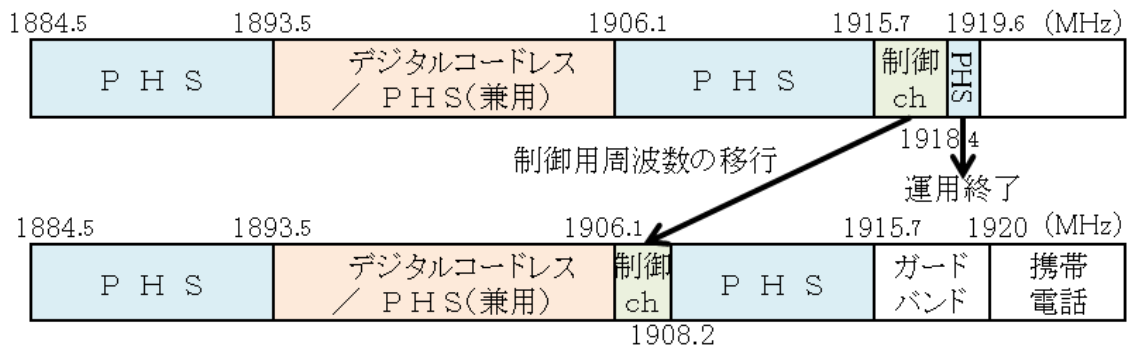 1884.5 1893.5 1906.1 1915.7 1919.6 (MHz)
PHS デジタルコードレス PHS 制御 PHS
／PHS(兼用) ch
1918.4
制御用周波数の移行
運用終了
1884.5 1893.5 1906.1 1915.7 1920 (MHz)
PHS デジタルコードレス 制御 PHS ガード 携帯
／PHS(兼用) ch バンド 電話
1908.2